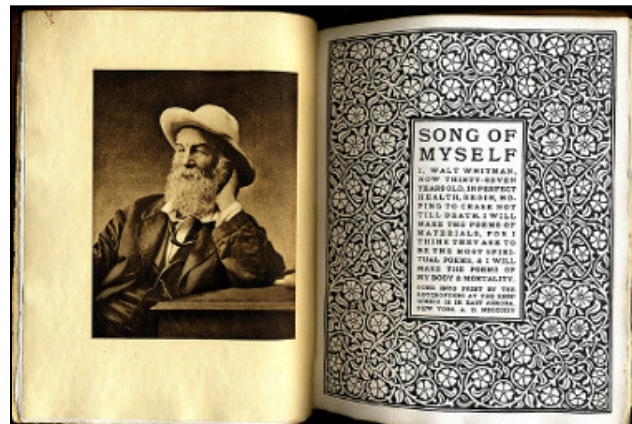 SONG OF
MYSELF
I, WALT WHITMAN,
NOW THIRTY-SEVEN
YEARS OLD, IN PERFECT
HEALTH, BEGIN, HO-
PING TO CEASE NOT
TILL DEATH. I WILL
MAKE THE POEMS OF
MATERIALS, FOR I
THINK THEY ARE TO
BE THE MOST SPIRI-
TUAL POEMS, & I WILL
MAKE THE POEMS OF
MY BODY & MORTALITY.
DONE INTO PRINT BY THE
ROYCROFTERS AT THE SHOP
WHICH IS IN EAST AURORA,
NEW YORK, A. D.